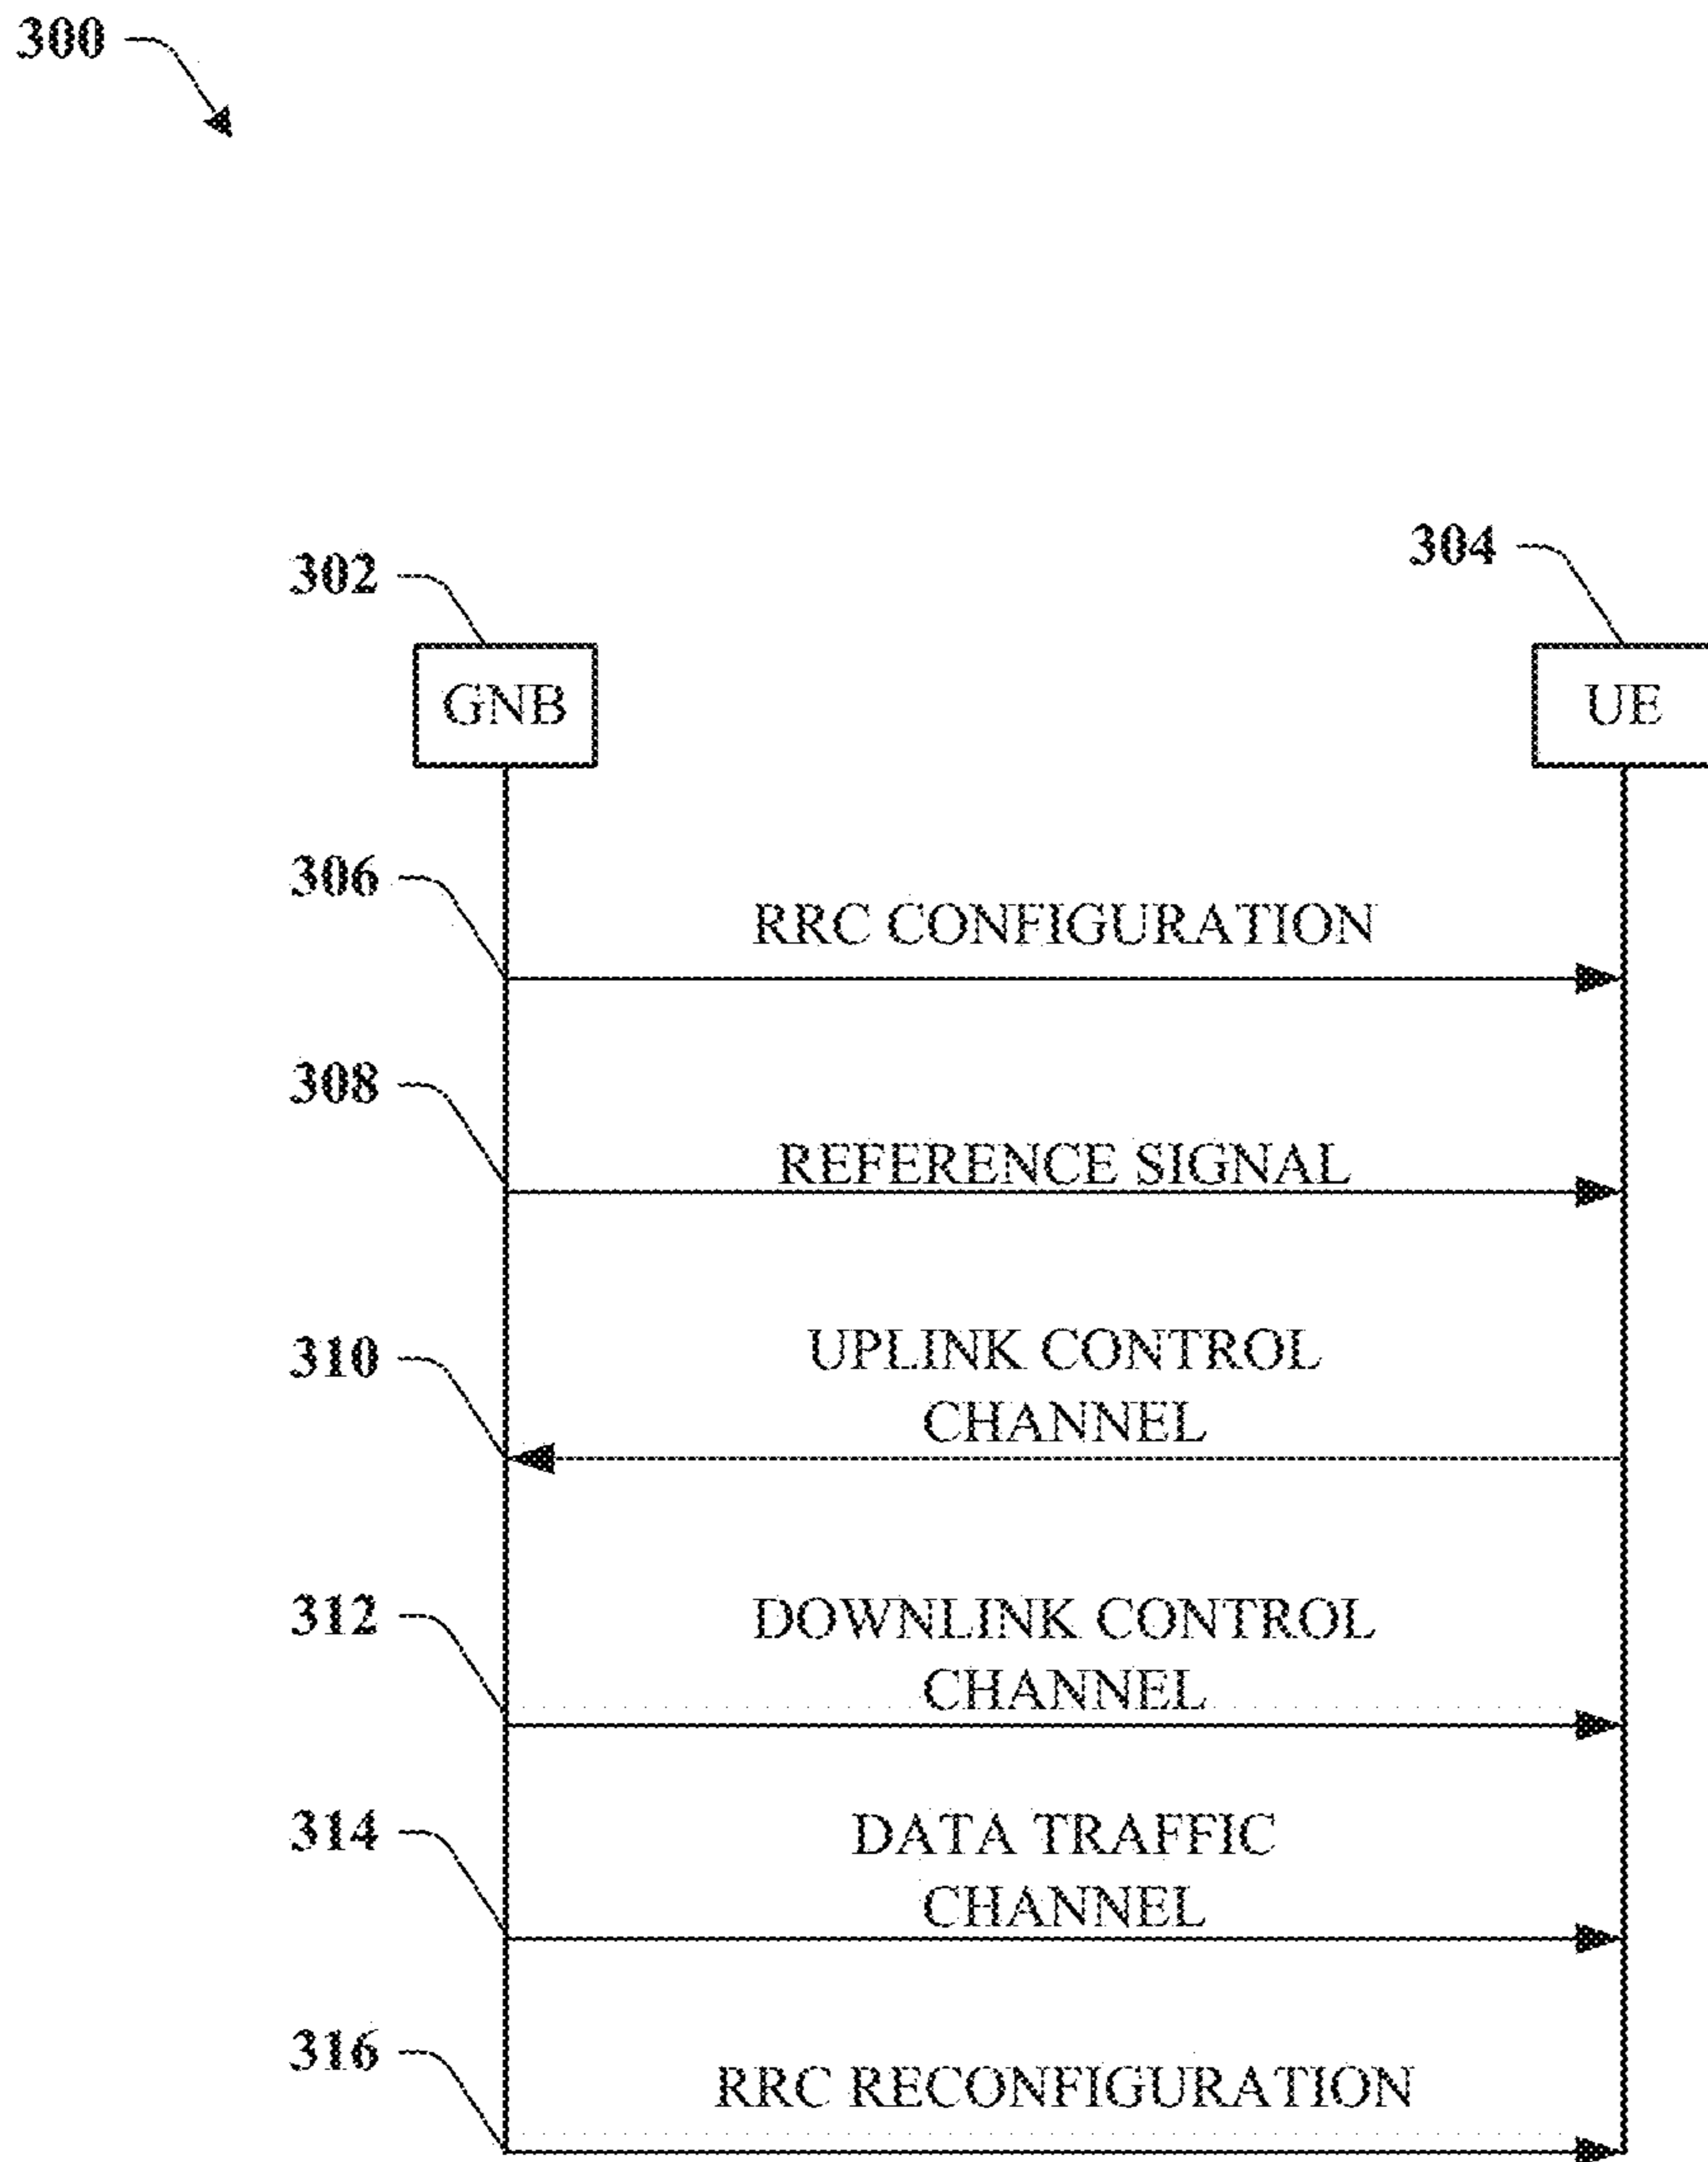 300
304
302
GNB
UE
306
RRC CONFIGURATION
308
REFERENCE SIGNAL
310
UPLINK CONTROL
CHANNEL
312
DOWNLINK CONTROL
CHANNEL
314
DATA TRAFFIC
CHANNEL
316
RRC RECONFIGURATION